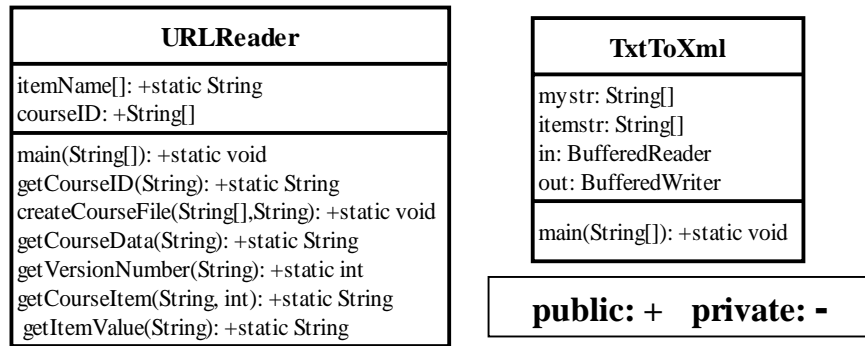 URLReader
itemName[]: +static String
courseID: +String[]
main(String[]): +static void
getCourseID(String): +static String
createCourseFile(String[],String): +static void
getCourseData(String): +static String
getVersionNumber(String): +static int
getCourseItem(String, int): +static String
getItemValue(String): +static String
TxtToXml
mystr: String[]
itemstr: String[]
in: BufferedReader
out: BufferedWriter
main(String[]): +static void
public: + private: -